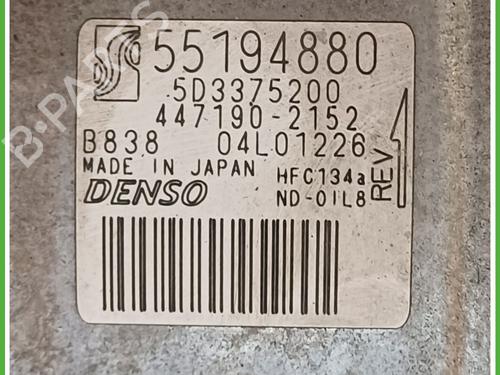 55194880
5D3375200
447190-2152
B838 04L01226
MADE IN JAPAN HFC134a
DENSO ND-OIL8
REV
B-PARTS